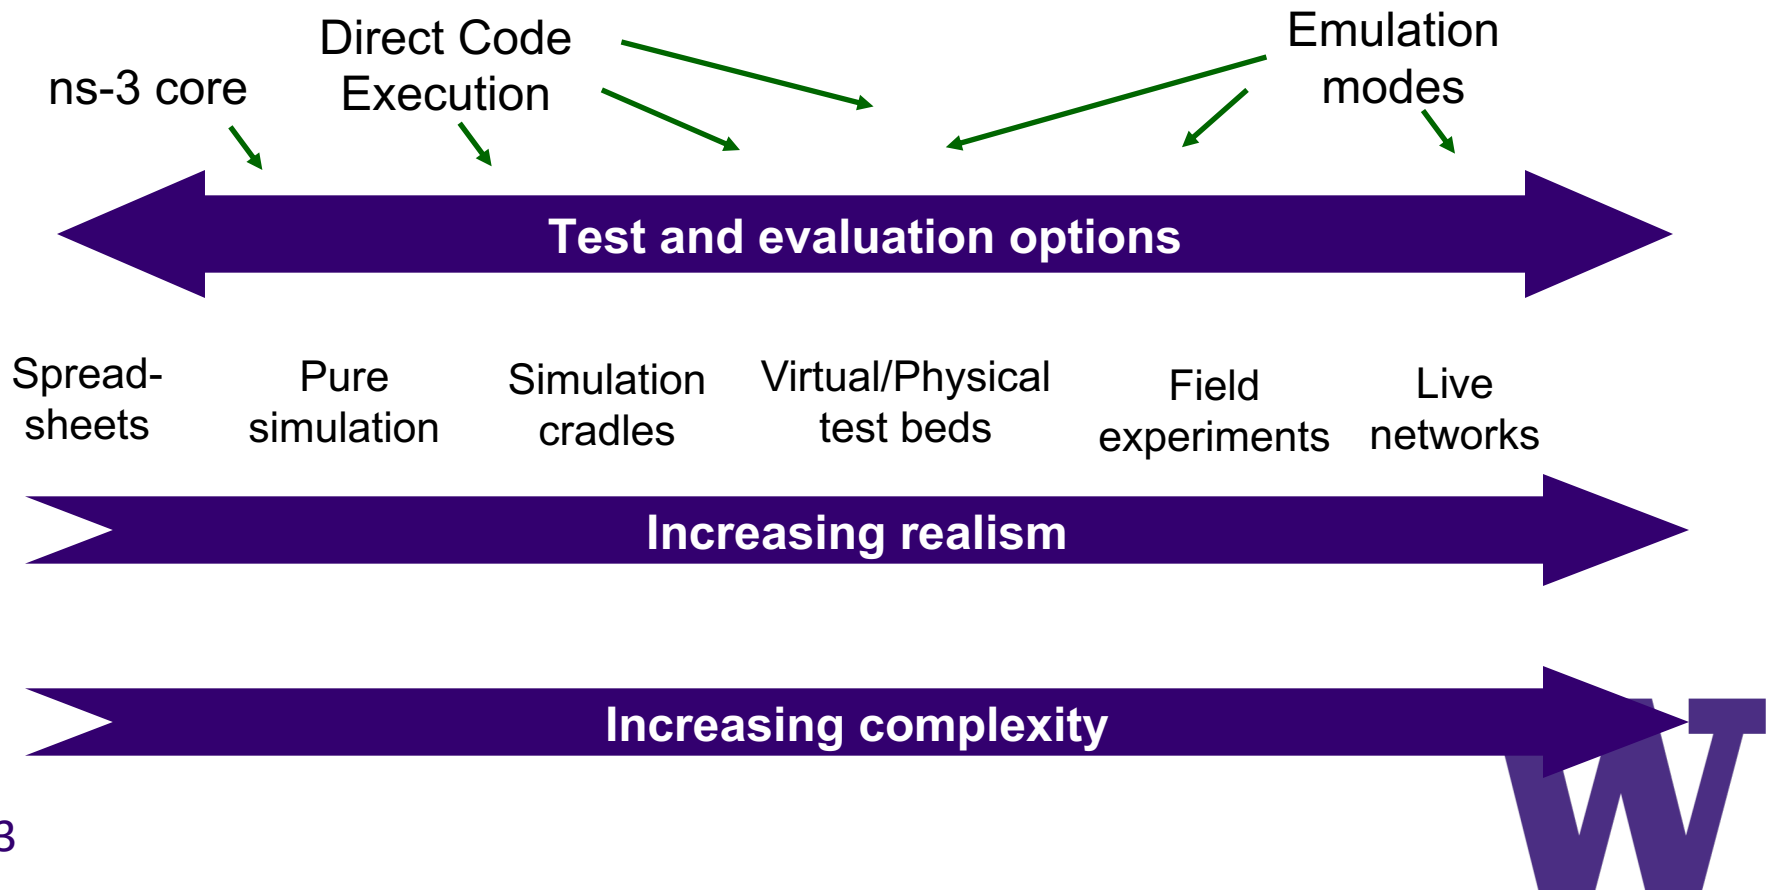 ns-3 core
Direct Code
Execution
Emulation
modes
Test and evaluation options
Spread-
sheets
Pure
simulation
Simulation
cradles
Virtual/Physical
test beds
Field
experiments
Live
networks
Increasing realism
Increasing complexity
3
W